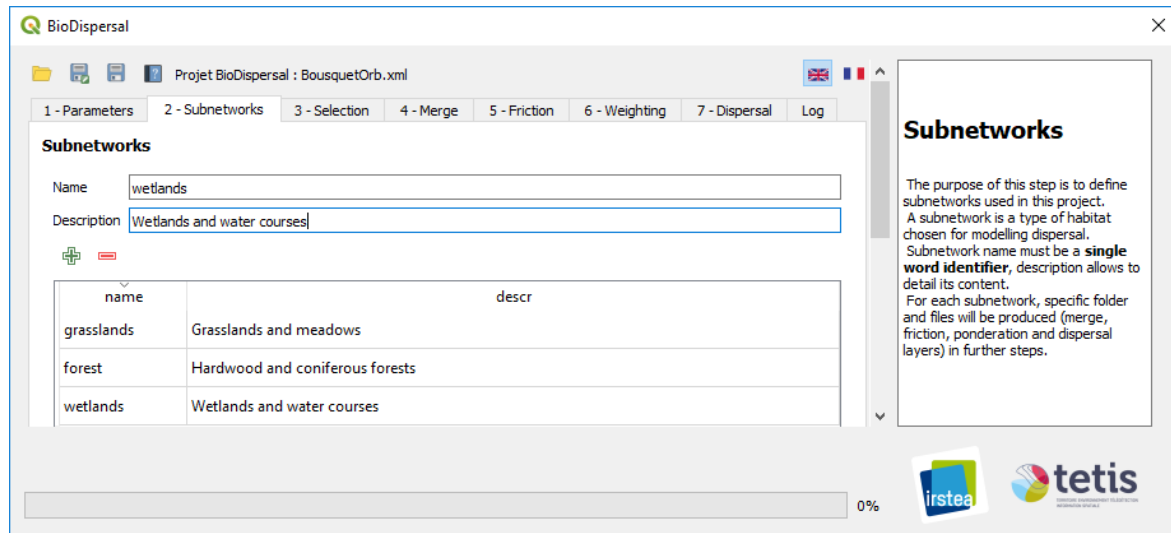 BioDispersal
Projet BioDispersal : BousquetOrb.xml
1 - Parameters 2 - Subnetworks 3 - Selection 4 - Merge 5 - Friction 6 - Weighting 7 - Dispersal Log
Subnetworks
Name wetlands
Description Wetlands and water courses
name descr
grasslands Grasslands and meadows
forest Hardwood and coniferous forests
wetlands Wetlands and water courses
Subnetworks
The purpose of this step is to define
subnetworks used in this project.
A subnetwork is a type of habitat
chosen for modelling dispersal.
Subnetwork name must be a single
word identifier, description allows to
detail its content.
For each subnetwork, specific folder
and files will be produced (merge,
friction, ponderation and dispersal
layers) in further steps.
0%
irstea
tetis